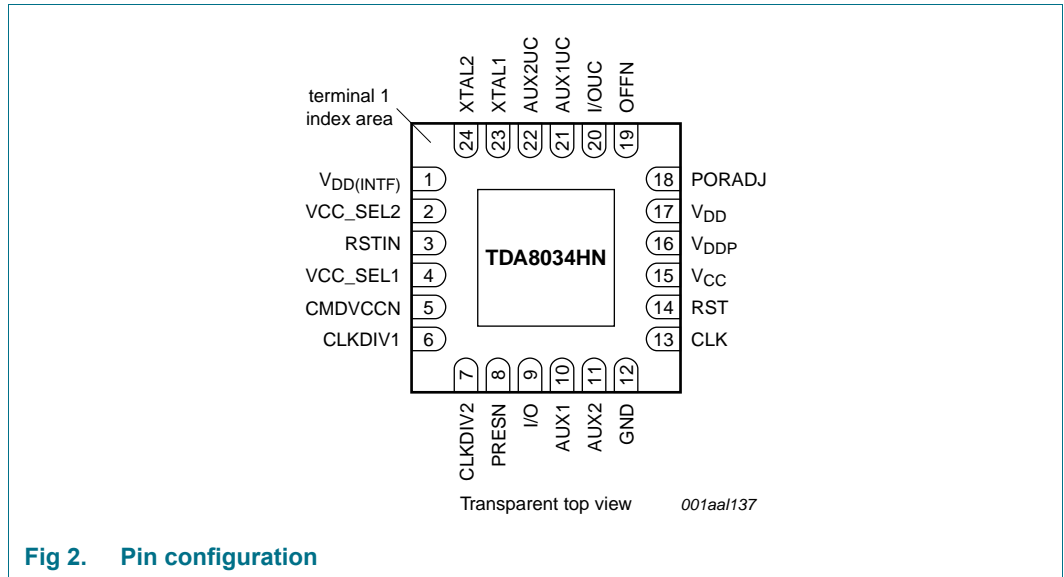 XTAL2
XTAL1
AUX2UC
AUX1UC
I/OUC
OFFN
terminal 1
index area
24
23
22
21
20
19
VDD(INTF) 1
VCC_SEL2 2
RSTIN 3
VCC_SEL1 4
CMDVCCN 5
CLKDIV1 6
TDA8034HN
18 PORADJ
17 VDD
16 VDDP
15 VCC
14 RST
13 CLK
7
8
9
10
11
12
CLKDIV2
PRESN
I/O
AUX1
AUX2
GND
Transparent top view 001aal137
Fig 2. Pin configuration